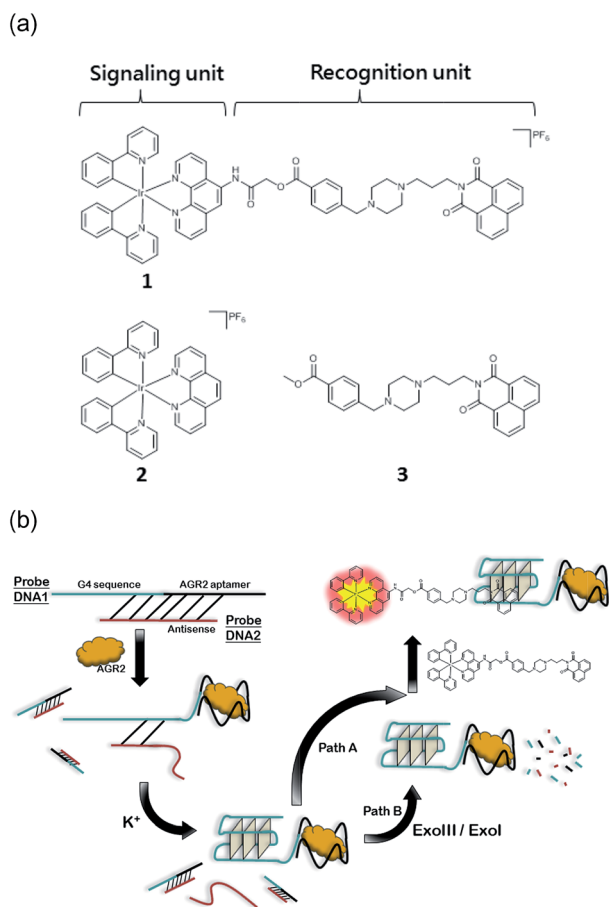 (a)
Signaling unit
Recognition unit
PF6
N
N
Ir
N
N
H
N
O
O
O
N
N
N
O
O
1
PF6
N
N
Ir
N
N
2
O
O
N
N
N
O
O
3
(b)
Probe
DNA1
G4 sequence
AGR2 aptamer
Antisense
Probe
DNA2
AGR2
K+
Path A
Path B
ExoIII / ExoI